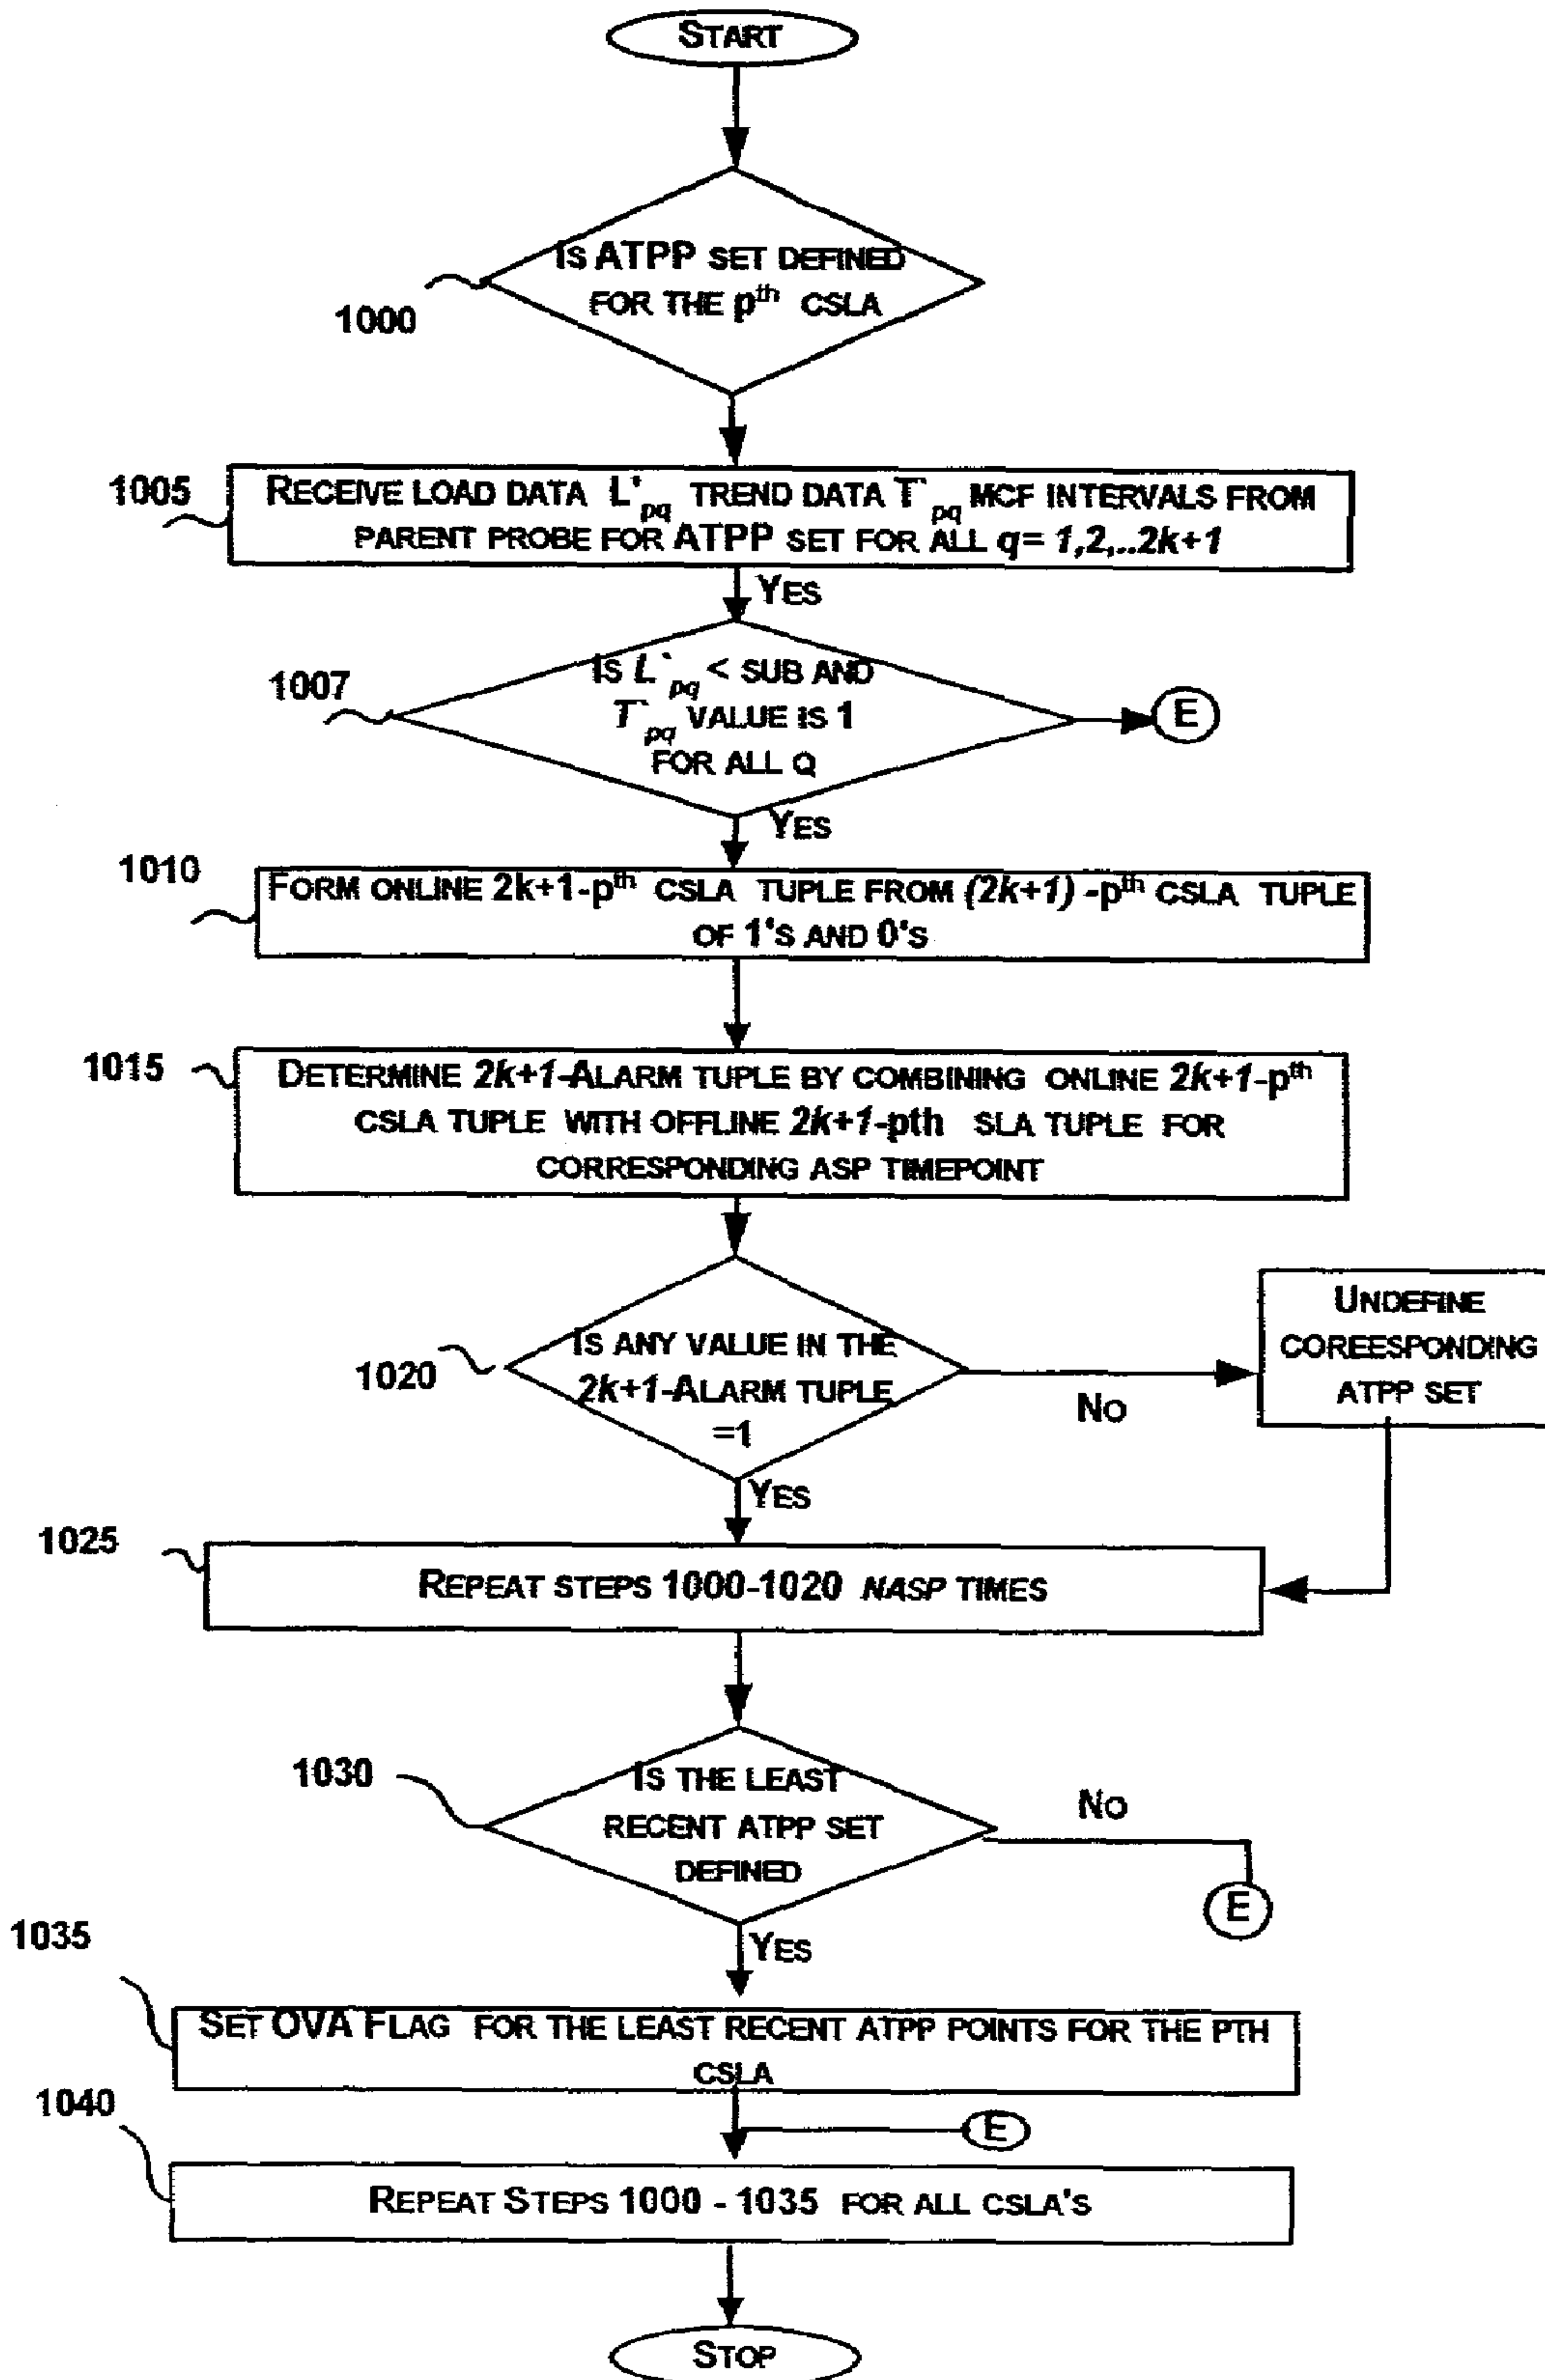 START
IS ATPP SET DEFINED
FOR THE pth CSLA
1000
1005
RECEIVE LOAD DATA L'pq TREND DATA T`pq MCF INTERVALS FROM
PARENT PROBE FOR ATPP SET FOR ALL q= 1,2,..2k+1
YES
1007
IS L`pq < SUB AND
T`pq VALUE IS 1
FOR ALL Q
E
YES
1010
FORM ONLINE 2k+1-pth CSLA TUPLE FROM (2k+1) -pth CSLA TUPLE
OF 1'S AND 0'S
1015
DETERMINE 2k+1-ALARM TUPLE BY COMBINING ONLINE 2k+1-pth
CSLA TUPLE WITH OFFLINE 2k+1-pth SLA TUPLE FOR
CORRESPONDING ASP TIMEPOINT
1020
IS ANY VALUE IN THE
2k+1-ALARM TUPLE
=1
NO
UNDEFINE
COREESPONDING
ATPP SET
YES
1025
REPEAT STEPS 1000-1020 NASP TIMES
1030
IS THE LEAST
RECENT ATPP SET
DEFINED
NO
E
YES
1035
SET OVA FLAG FOR THE LEAST RECENT ATPP POINTS FOR THE PTH
CSLA
E
1040
REPEAT STEPS 1000 - 1035 FOR ALL CSLA'S
STOP